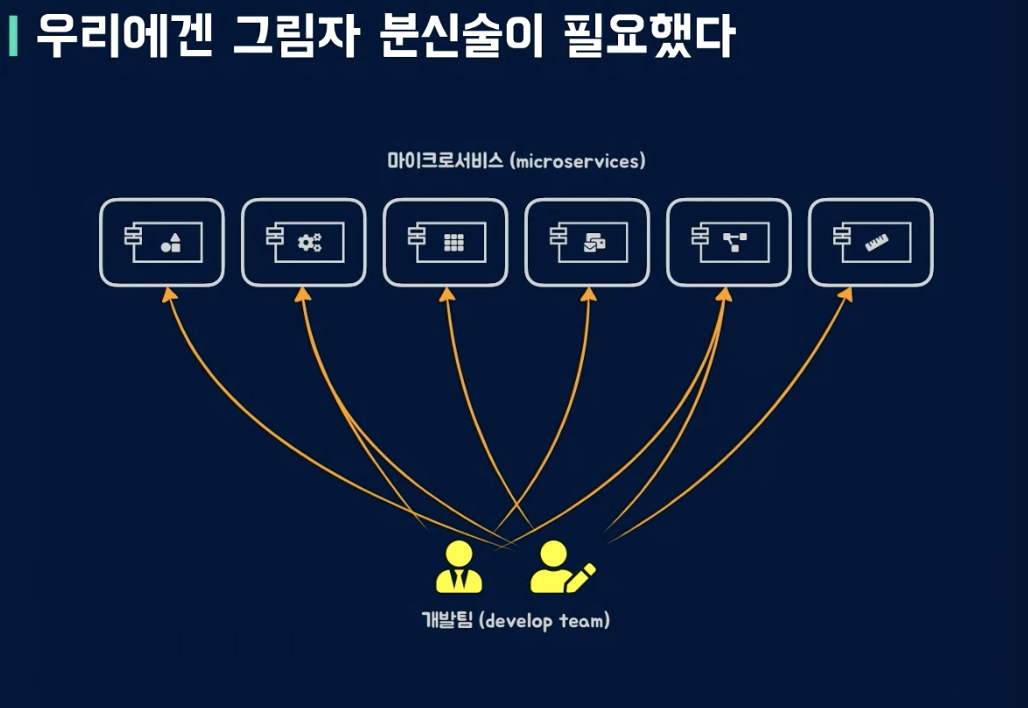 우리에겐 그림자 분신술이 필요했다
마이크로서비스 (microservices)
개발팀 (develop team)